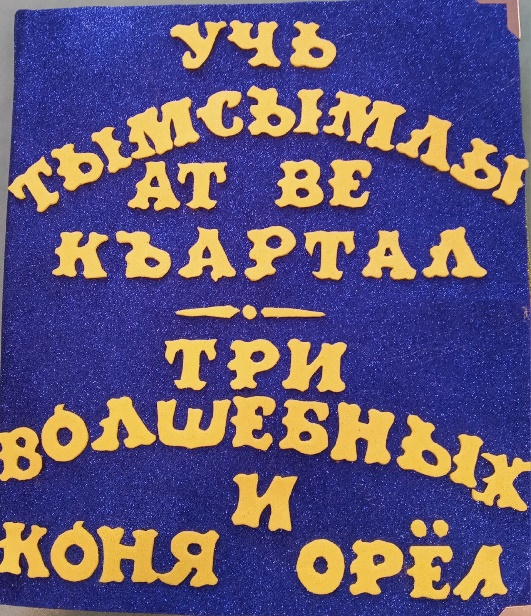 УЧЬ
ТЫМСЫМЛЫ
АТ ВЕ
КЪАРТАЛ
ТРИ
ВОЛШЕБНЫХ
И
КОНЯ ОРЁЛ